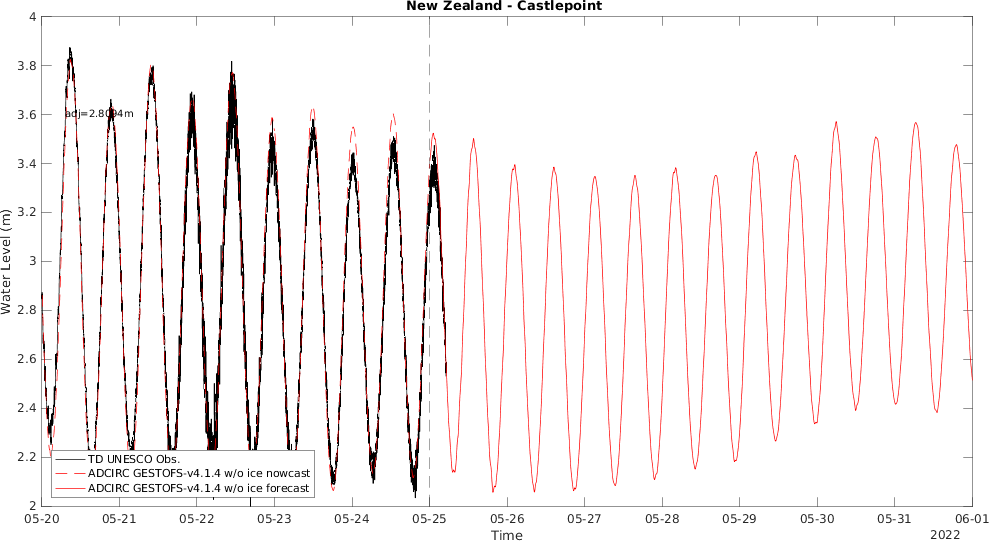 New Zealand - Castlepoint
4
3.8
3.6
3.4
3.2
3
2.8
2.6
2.4
2.2
2
Water Level (m)
adj=2.8094m
TD UNESCO Obs.
ADCIRC GESTOFS-v4.1.4 w/o ice nowcast
ADCIRC GESTOFS-v4.1.4 w/o ice forecast
05-20 05-21 05-22 05-23 05-24 05-25 05-26 05-27 05-28 05-29 05-30 05-31 06-01
Time
2022